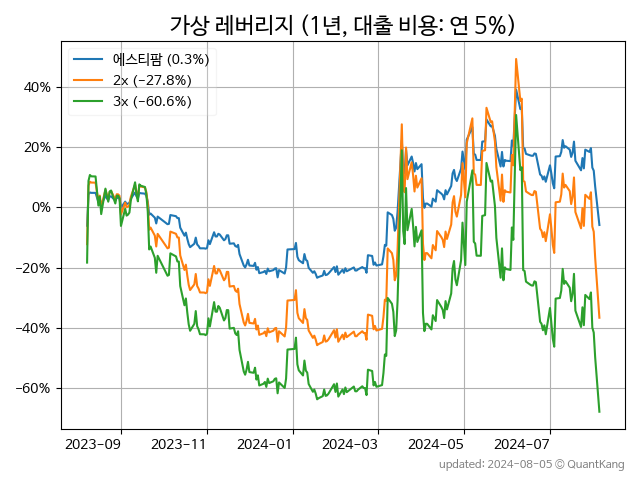 가상 레버리지 (1년, 대출 비용: 연 5%)
에스티팜 (0.3%)
2x (−27.8%)
3x (−60.6%)
40%
20%
0%
−20%
−40%
−60%
2023-09 2023-11 2024-01 2024-03 2024-05 2024-07
updated: 2024-08-05 © QuantKang